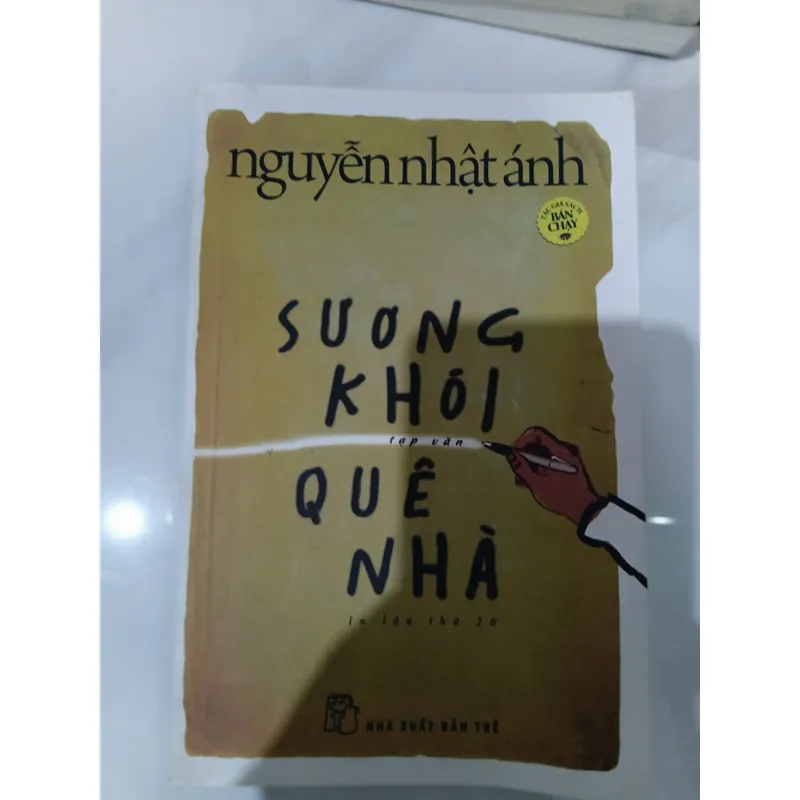 nguyễn nhật ánh
TÁC GIẢ SÁCH
BÁN
CHẠY
SƯƠNG
KHÓI
tạp văn
QUÊ
NHÀ
In lần thứ 20
NHÀ XUẤT BẢN TRẺ